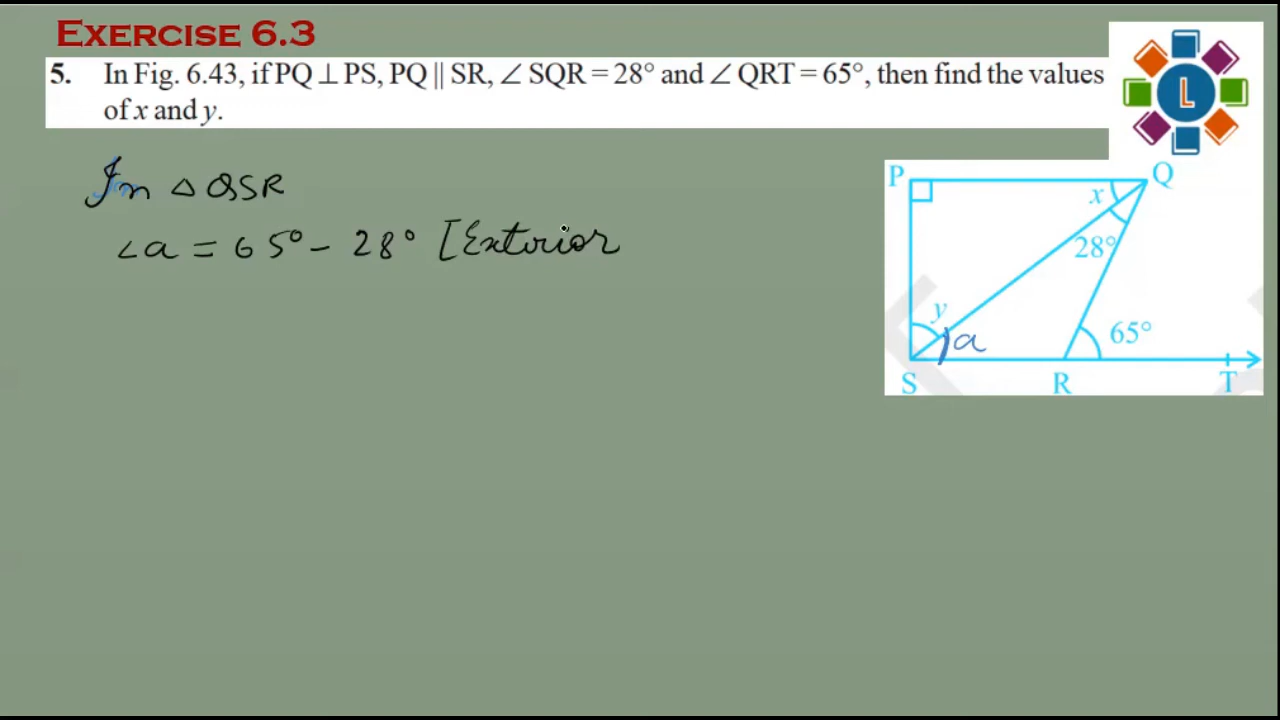 EXERCISE 6.3
5. In Fig. 6.43, if PQ ⊥ PS, PQ || SR, ∠ SQR = 28° and ∠ QRT = 65°, then find the values
of x and y.
L
In △ QSR
∠a = 65° - 28° [Exterior
P
Q
x
28°
y
a
65°
S
R
T